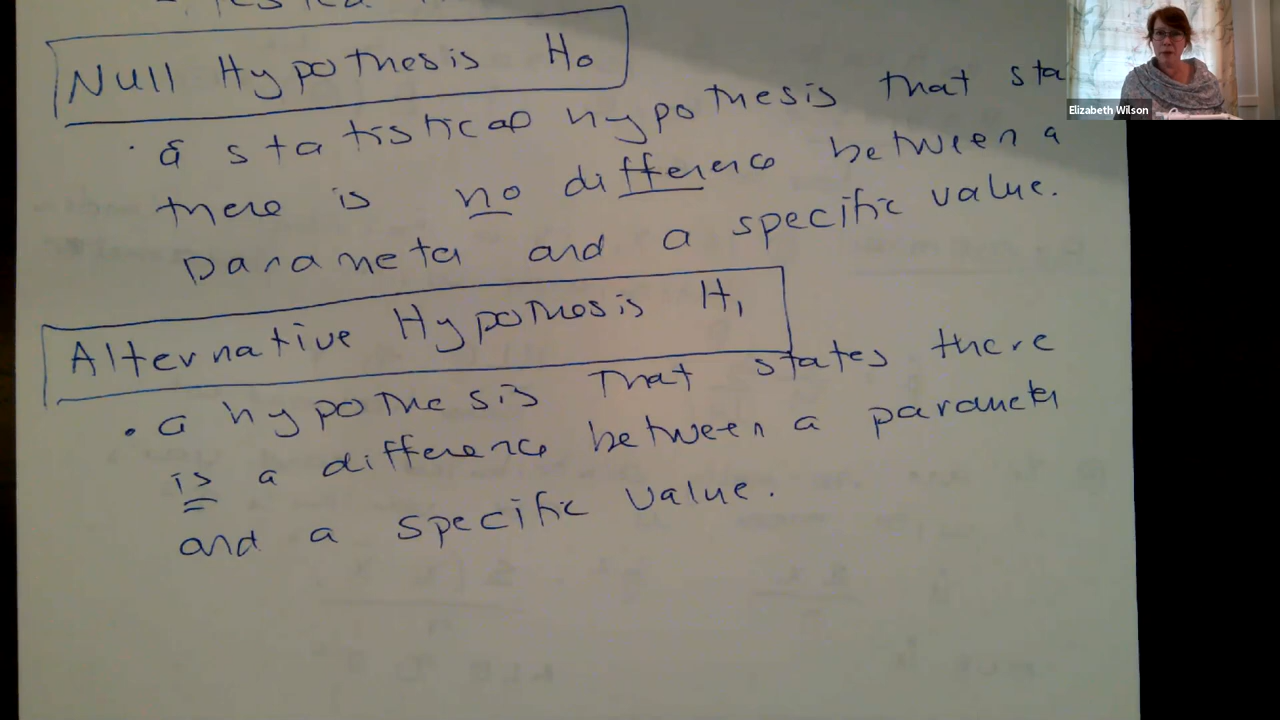 Null Hypothesis H₀
• a statistical hypothesis that sta
there is no difference between a
parameter and a specific value.
Alternative Hypothesis H₁
• a hypothesis that states there
is a difference between a parameter
and a specific value.
Elizabeth Wilson